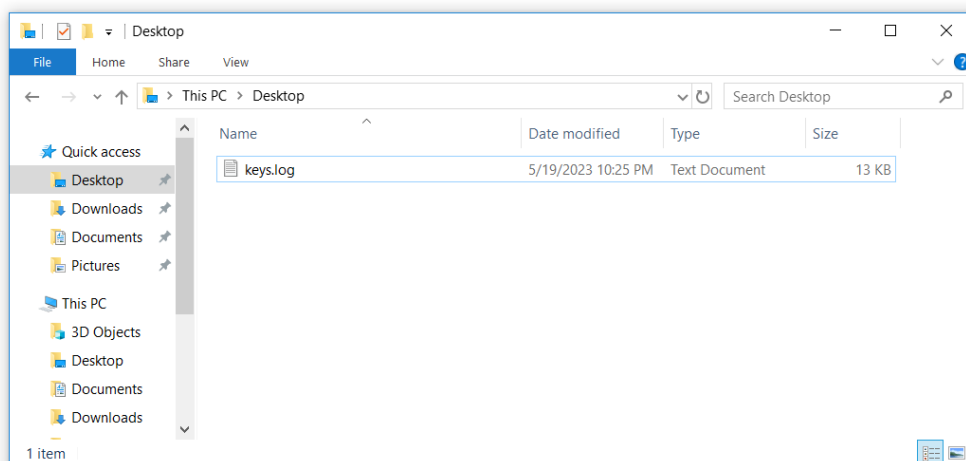 Desktop
File Home Share View
This PC > Desktop
Search Desktop
Name Date modified Type Size
Quick access
keys.log 5/19/2023 10:25 PM Text Document 13 KB
Desktop
Downloads
Documents
Pictures
This PC
3D Objects
Desktop
Documents
Downloads
1 item